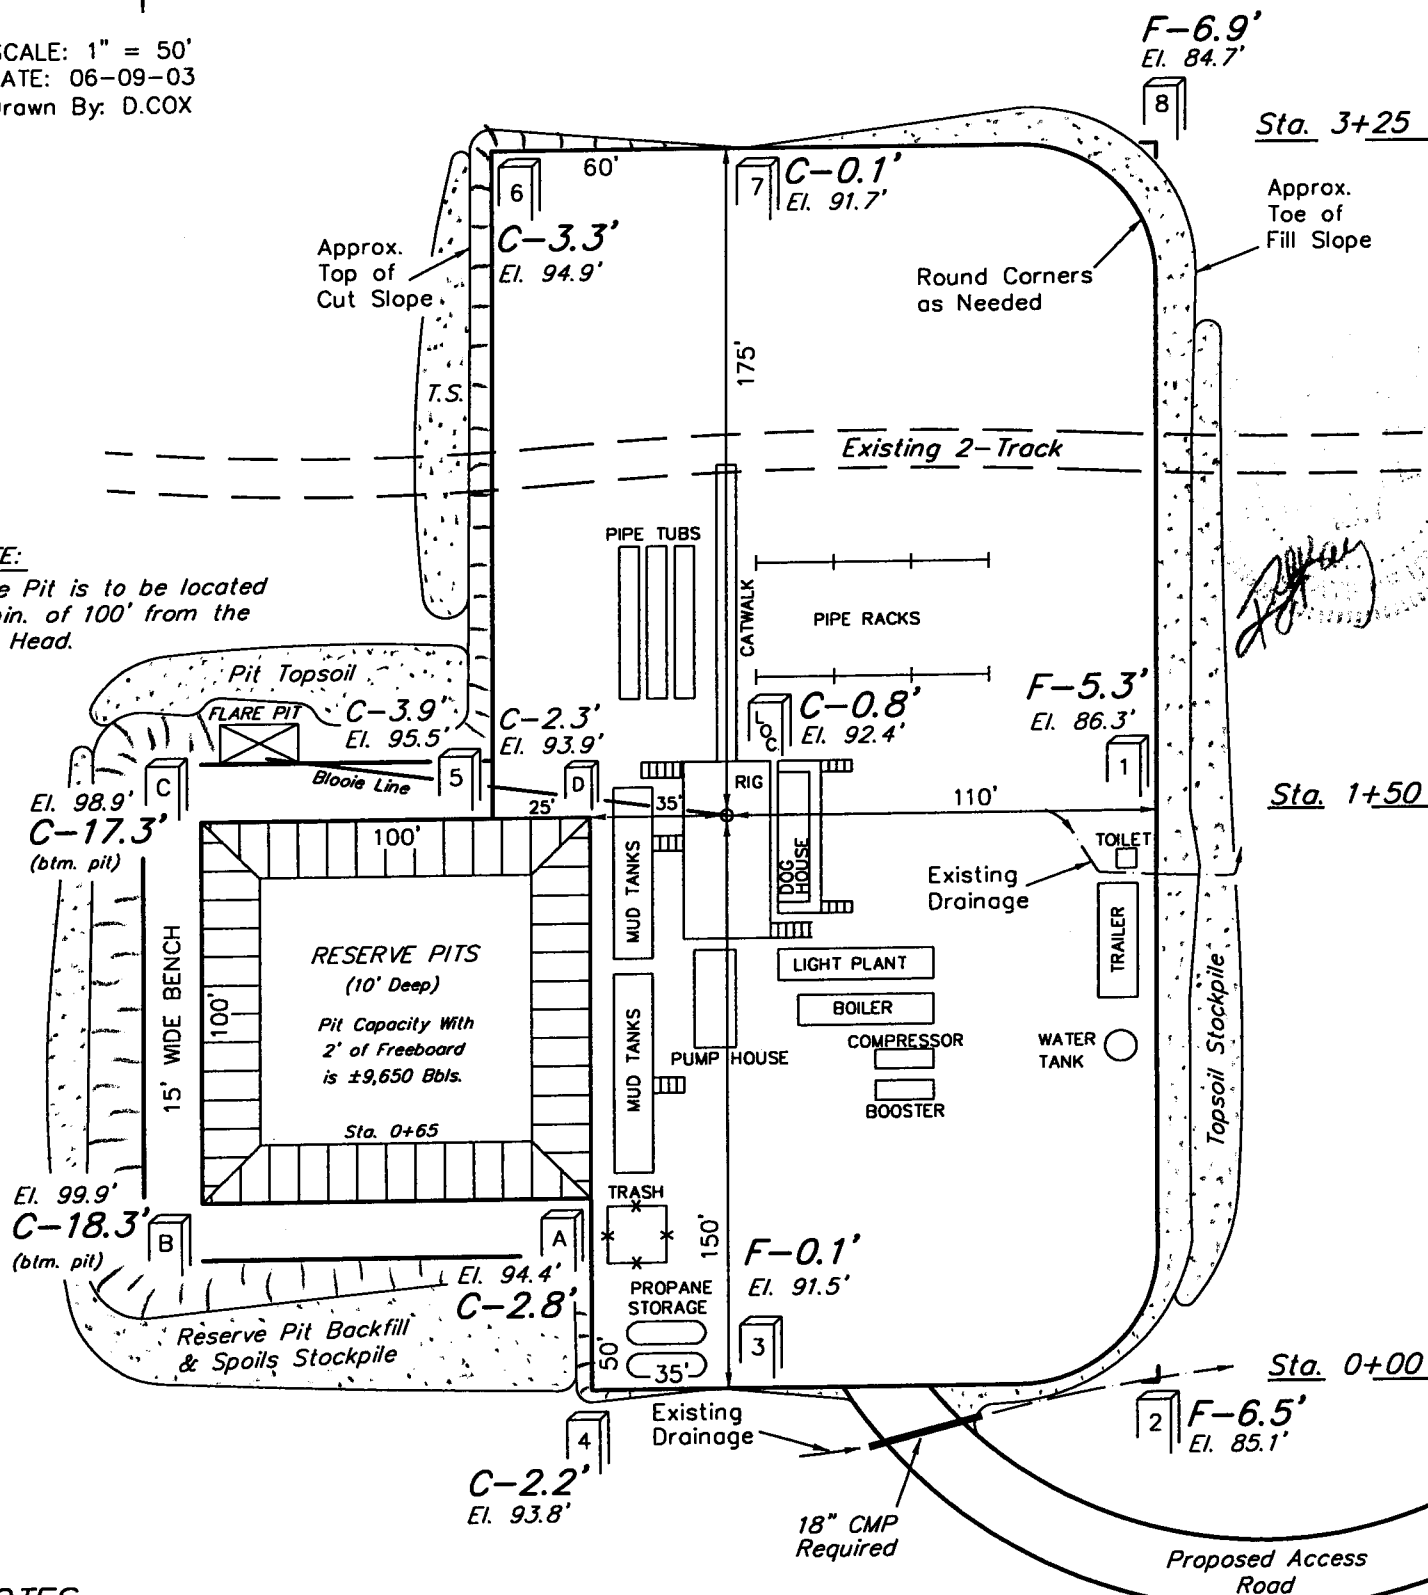 SCALE: 1" = 50'
ATE: 06-09-03
rawn By: D.COX
F-6.9'
El. 84.7'
8
Sta. 3+25
60'
6
7
C-0.1'
El. 91.7'
Approx.
Toe of
Fill Slope
C-3.3'
El. 94.9'
Approx.
Top of
Cut Slope
Round Corners
as Needed
175'
T.S.
Existing 2-Track
TE:
e Pit is to be located
in. of 100' from the
Head.
PIPE TUBS
CATWALK
PIPE RACKS
Pit Topsoil
FLARE PIT
C-3.9'
El. 95.5'
C-2.3'
El. 93.9'
LOC
C-0.8'
El. 92.4'
F-5.3'
El. 86.3'
1
C
5
D
Blooie Line
RIG
El. 98.9'
C-17.3'
(btm. pit)
25'
35'
110'
Sta. 1+50
100'
TOILET
MUD TANKS
DOG
HOUSE
Existing
Drainage
TRAILER
15' WIDE BENCH
100'
RESERVE PITS
(10' Deep)
Pit Capacity With
2' of Freeboard
is ±9,650 Bbls.
Sta. 0+65
LIGHT PLANT
BOILER
COMPRESSOR
BOOSTER
MUD TANKS
PUMP HOUSE
WATER
TANK
Topsoil Stockpile
El. 99.9'
C-18.3'
(btm. pit)
B
A
TRASH
150'
El. 94.4'
C-2.8'
F-0.1'
El. 91.5'
3
PROPANE
STORAGE
Reserve Pit Backfill
& Spoils Stockpile
50'
35'
Sta. 0+00
4
C-2.2'
El. 93.8'
Existing
Drainage
2
F-6.5'
El. 85.1'
18" CMP
Required
Proposed Access
Road